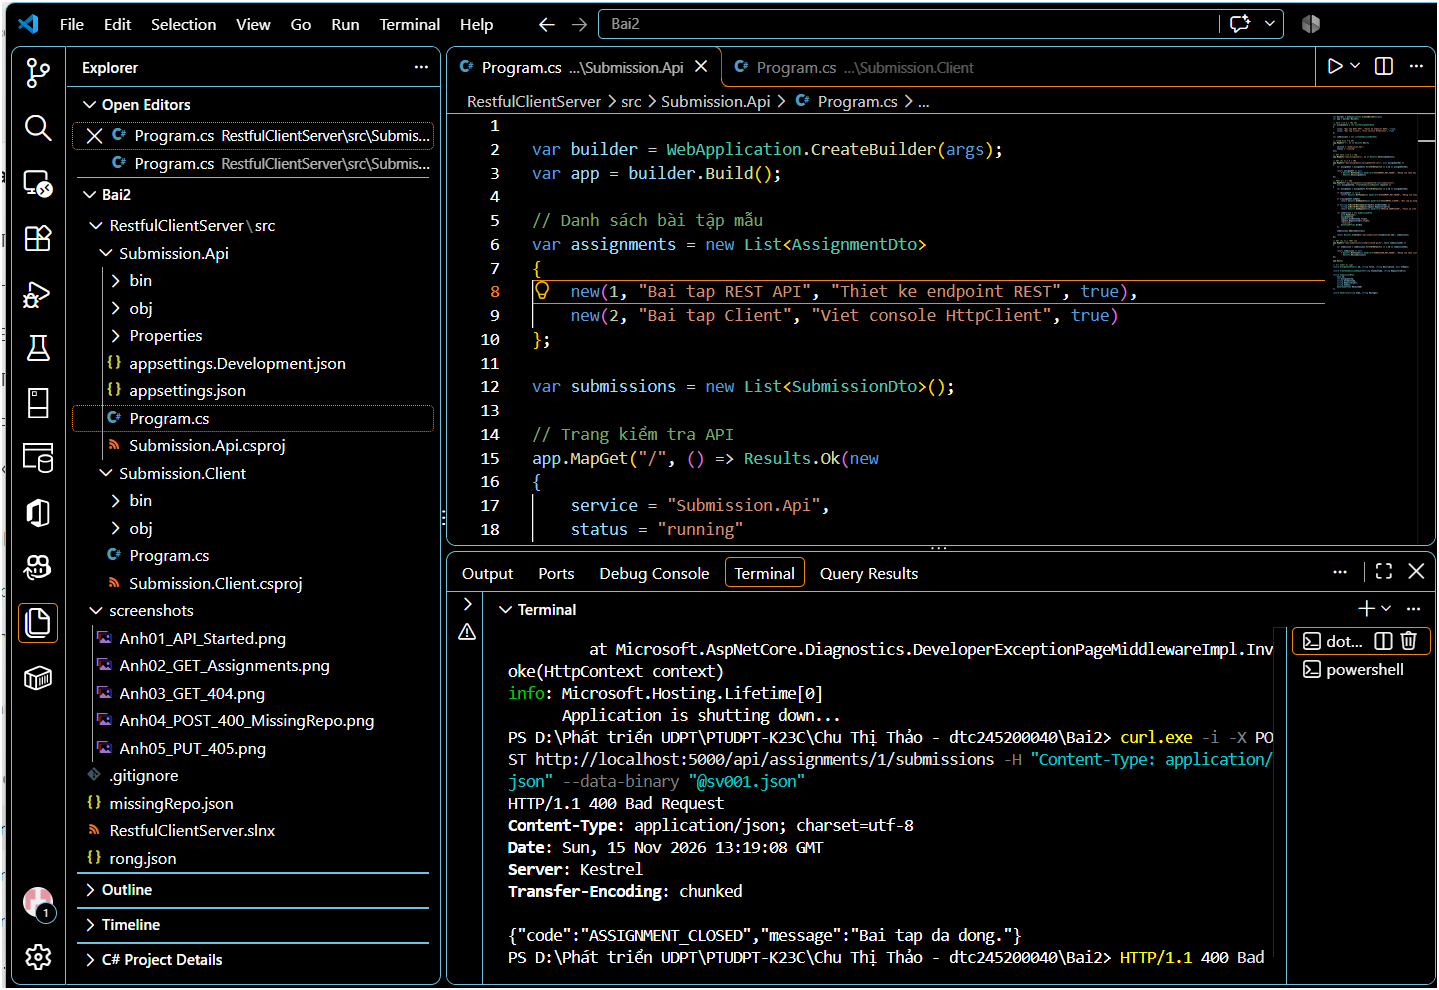 File Edit Selection View Go Run Terminal Help
Bai2
Explorer
Open Editors
Program.cs RestfulClientServer\src\Submis...
Program.cs RestfulClientServer\src\Submis...
Bai2
RestfulClientServer\src
Submission.Api
bin
obj
Properties
{} appsettings.Development.json
{} appsettings.json
C# Program.cs
Submission.Api.csproj
Submission.Client
bin
obj
C# Program.cs
Submission.Client.csproj
screenshots
Anh01_API_Started.png
Anh02_GET_Assignments.png
Anh03_GET_404.png
Anh04_POST_400_MissingRepo.png
Anh05_PUT_405.png
.gitignore
{} missingRepo.json
RestfulClientServer.slnx
{} rong.json
Outline
Timeline
C# Project Details
1
C# Program.cs ...\Submission.Api
C# Program.cs ...\Submission.Client
RestfulClientServer > src > Submission.Api > C# Program.cs > ...
1
2 var builder = WebApplication.CreateBuilder(args);
3 var app = builder.Build();
4
5 // Danh sách bài tập mẫu
6 var assignments = new List<AssignmentDto>
7 {
8 new(1, "Bai tap REST API", "Thiet ke endpoint REST", true),
9 new(2, "Bai tap Client", "Viet console HttpClient", true)
10 };
11
12 var submissions = new List<SubmissionDto>();
13
14 // Trang kiểm tra API
15 app.MapGet("/", () => Results.Ok(new
16 {
17 service = "Submission.Api",
18 status = "running"
Output Ports Debug Console Terminal Query Results
Terminal
at Microsoft.AspNetCore.Diagnostics.DeveloperExceptionPageMiddlewareImpl.Inv
oke(HttpContext context)
info: Microsoft.Hosting.Lifetime[0]
Application is shutting down...
PS D:\Phát triển UDPT\PTUDPT-K23C\Chu Thị Thảo - dtc245200040\Bai2> curl.exe -i -X PO
ST http://localhost:5000/api/assignments/1/submissions -H "Content-Type: application/
json" --data-binary "@sv001.json"
HTTP/1.1 400 Bad Request
Content-Type: application/json; charset=utf-8
Date: Sun, 15 Nov 2026 13:19:08 GMT
Server: Kestrel
Transfer-Encoding: chunked
{"code":"ASSIGNMENT_CLOSED","message":"Bai tap da dong."}
PS D:\Phát triển UDPT\PTUDPT-K23C\Chu Thị Thảo - dtc245200040\Bai2> HTTP/1.1 400 Bad
dot...
powershell